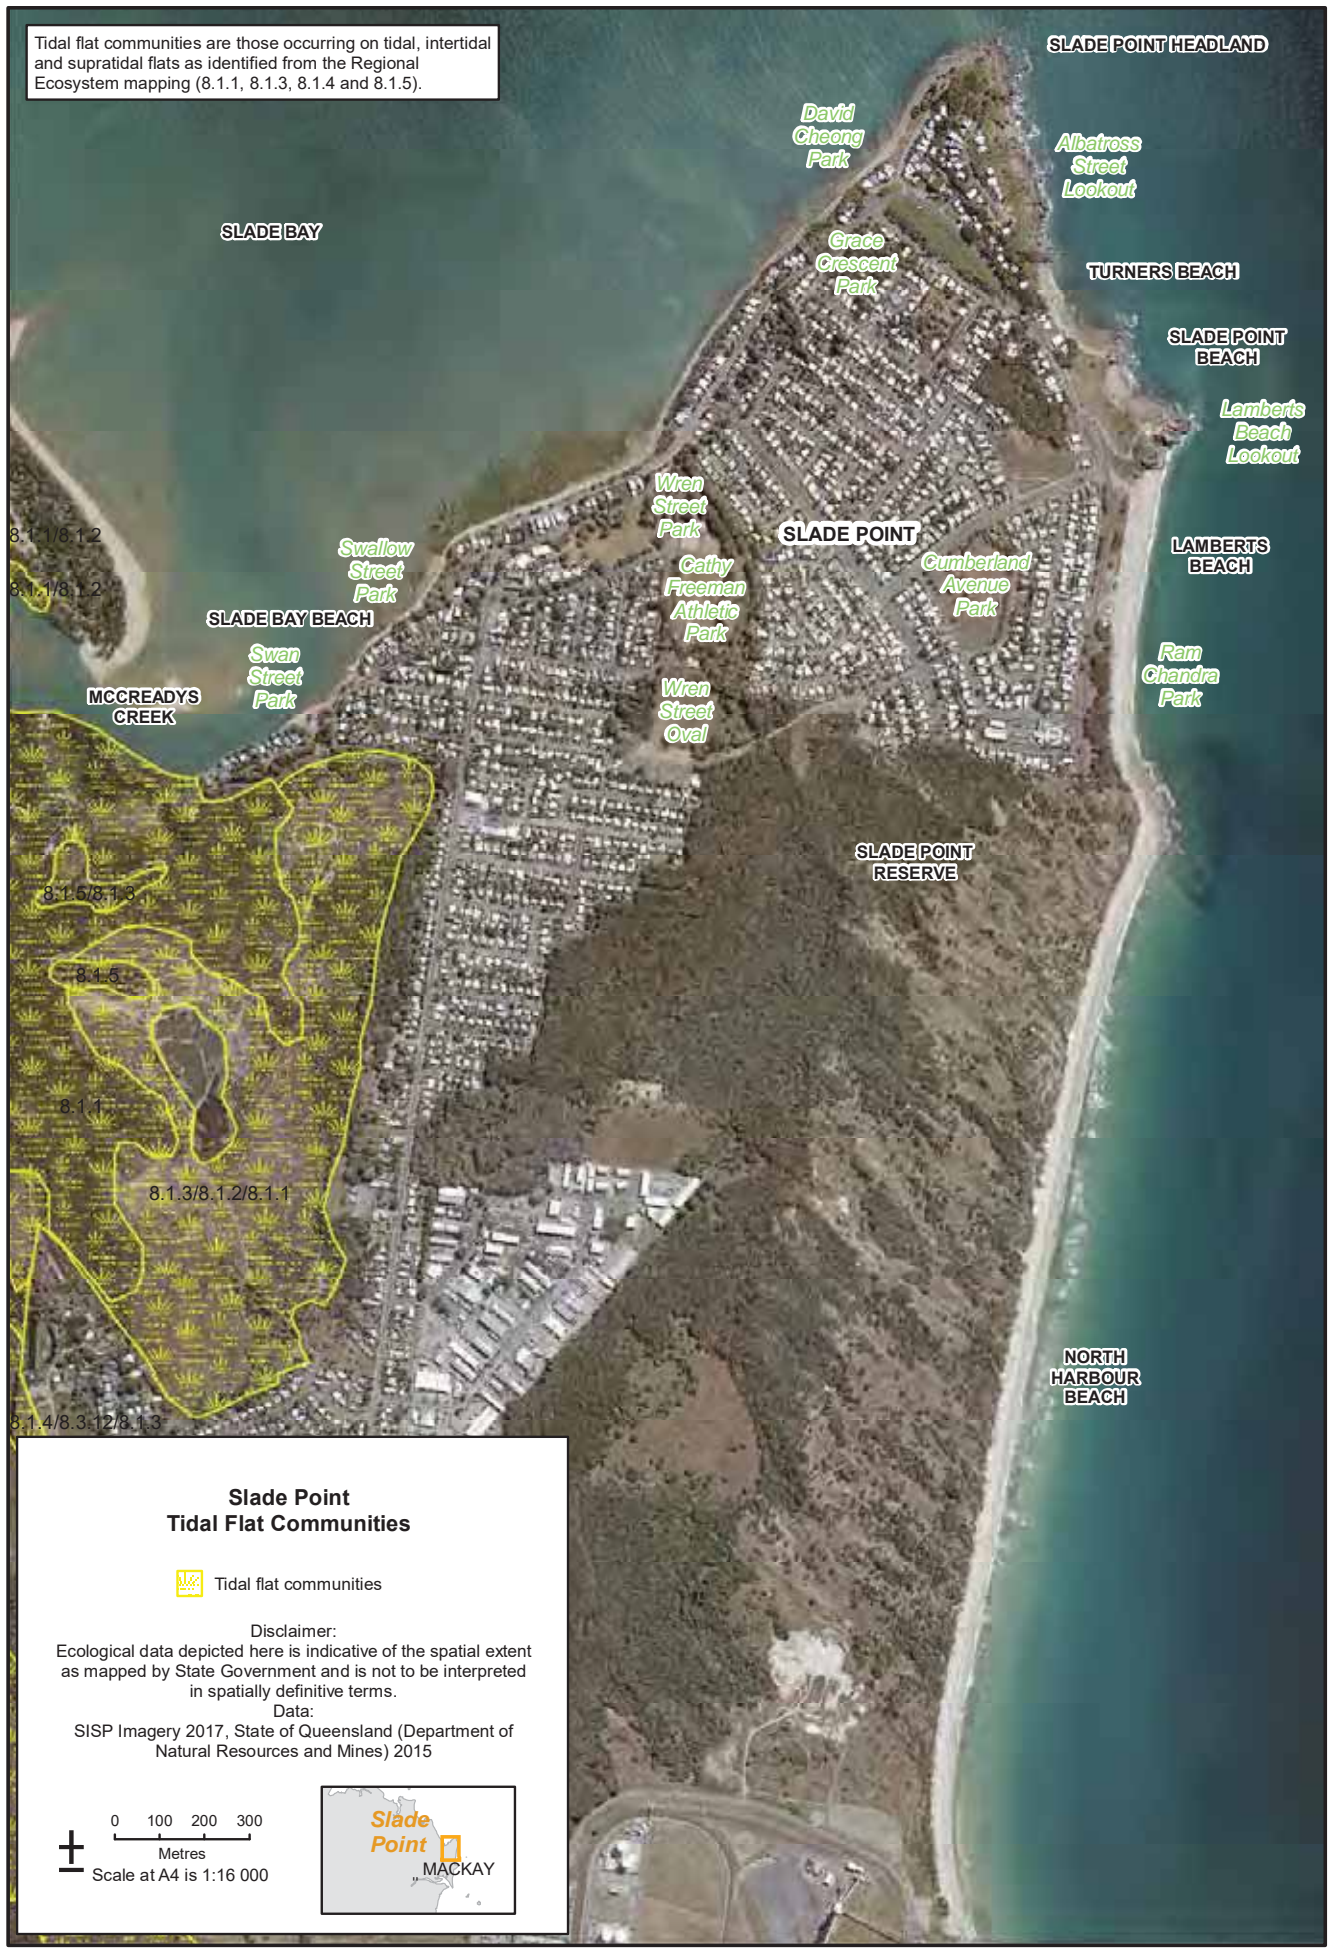 Tidal flat communities are those occurring on tidal, intertidal
and supratidal flats as identified from the Regional
Ecosystem mapping (8.1.1, 8.1.3, 8.1.4 and 8.1.5).
SLADE POINT HEADLAND
David
Cheong
Park
Albatross
Street
Lookout
SLADE BAY
Grace
Crescent
Park
TURNERS BEACH
SLADE POINT
BEACH
Lamberts
Beach
Lookout
Wren
Street
Park
SLADE POINT
8.1.1/8.1.2
Swallow
Street
Park
LAMBERTS
BEACH
Cathy
Freeman
Athletic
Park
Cumberland
Avenue
Park
8.1.1/8.1.2
SLADE BAY BEACH
Swan
Street
Park
Ram
Chandra
Park
MCCREADYS
CREEK
Wren
Street
Oval
SLADE POINT
RESERVE
8.1.5/8.1.3
8.1.5
8.1.1
8.1.3/8.1.2/8.1.1
NORTH
HARBOUR
BEACH
8.1.4/8.3.12/8.1.3
Slade Point
Tidal Flat Communities
Tidal flat communities
Disclaimer:
Ecological data depicted here is indicative of the spatial extent
as mapped by State Government and is not to be interpreted
in spatially definitive terms.
Data:
SISP Imagery 2017, State of Queensland (Department of
Natural Resources and Mines) 2015
0 100 200 300
Metres
Scale at A4 is 1:16 000
Slade
Point
MACKAY